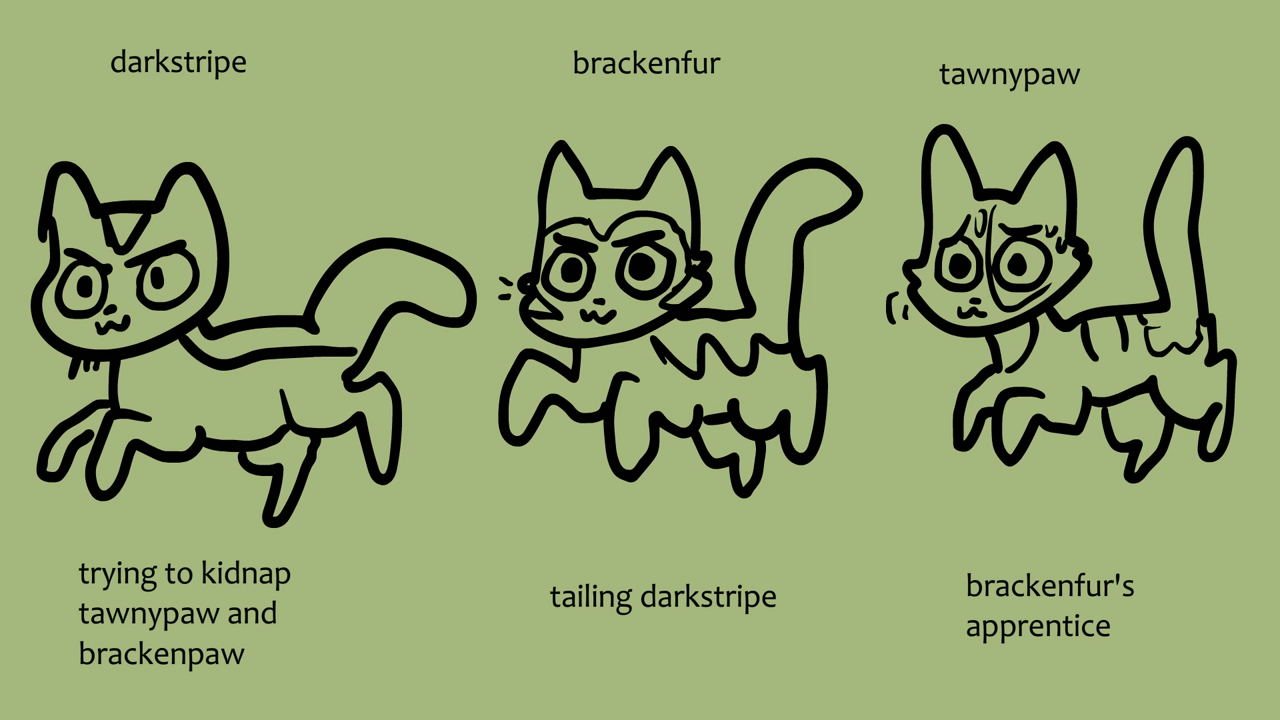 darkstripe
brackenfur
tawnypaw
trying to kidnap
tawnypaw and
brackenpaw
tailing darkstripe
brackenfur's
apprentice